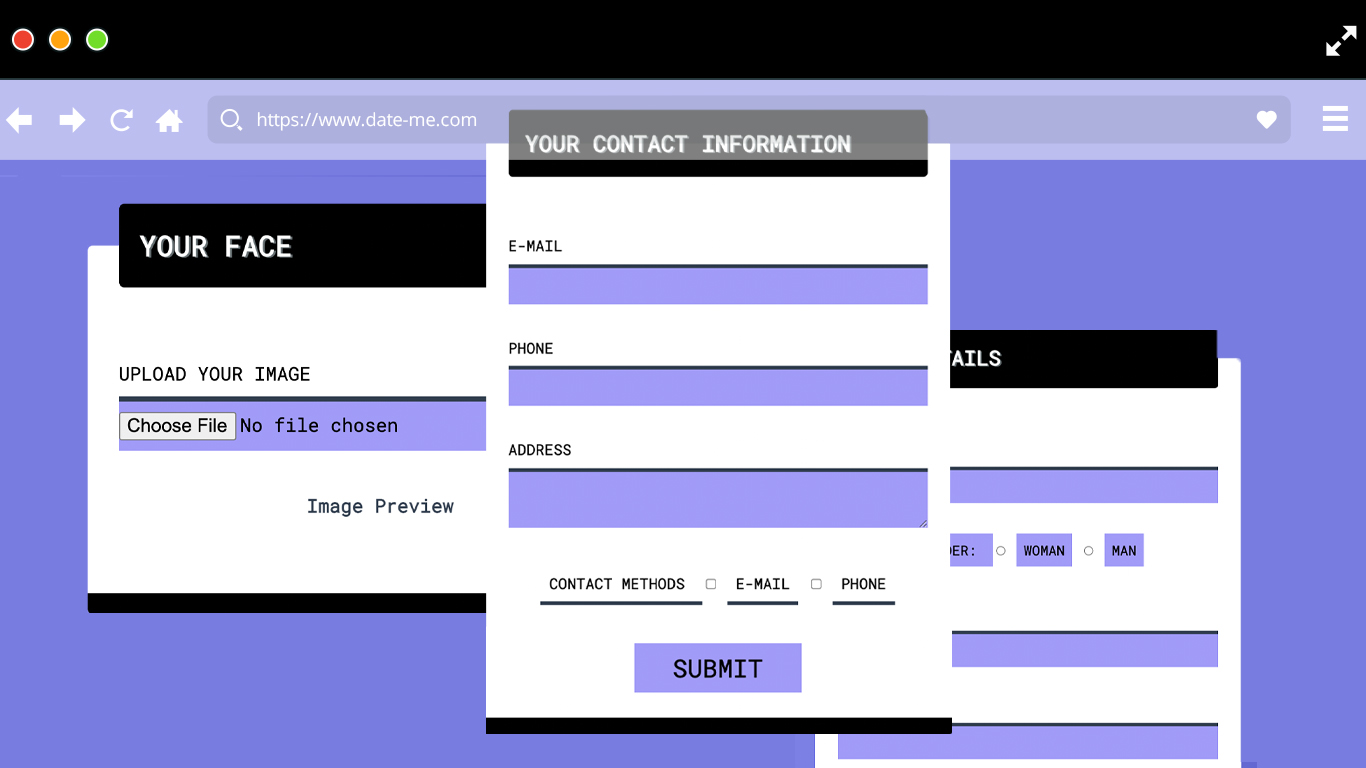 https://www.date-me.com
YOUR CONTACT INFORMATION
E-MAIL
PHONE
ADDRESS
CONTACT METHODS E-MAIL PHONE
SUBMIT
YOUR FACE
UPLOAD YOUR IMAGE
Choose File No file chosen
Image Preview
AILS
DER: WOMAN MAN